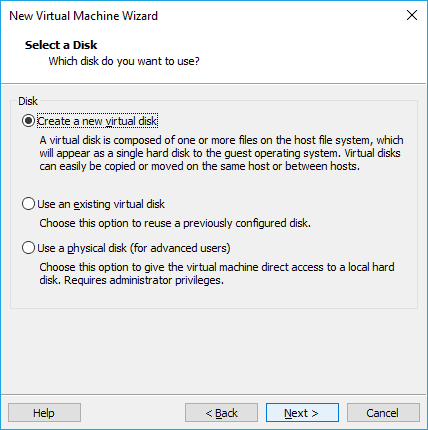 New Virtual Machine Wizard
Select a Disk
Which disk do you want to use?
Disk
Create a new virtual disk
A virtual disk is composed of one or more files on the host file system, which
will appear as a single hard disk to the guest operating system. Virtual disks
can easily be copied or moved on the same host or between hosts.
Use an existing virtual disk
Choose this option to reuse a previously configured disk.
Use a physical disk (for advanced users)
Choose this option to give the virtual machine direct access to a local hard
disk. Requires administrator privileges.
Help
< Back
Next >
Cancel